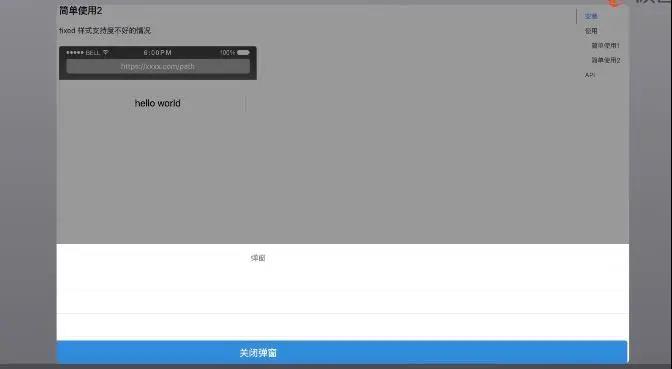 简单使用2
fixed 样式支持度不好的情况
BELL 6:00PM 100%
https://xxxx.com/path
hello world
安装
使用
简单使用1
简单使用2
API
弹窗
关闭弹窗